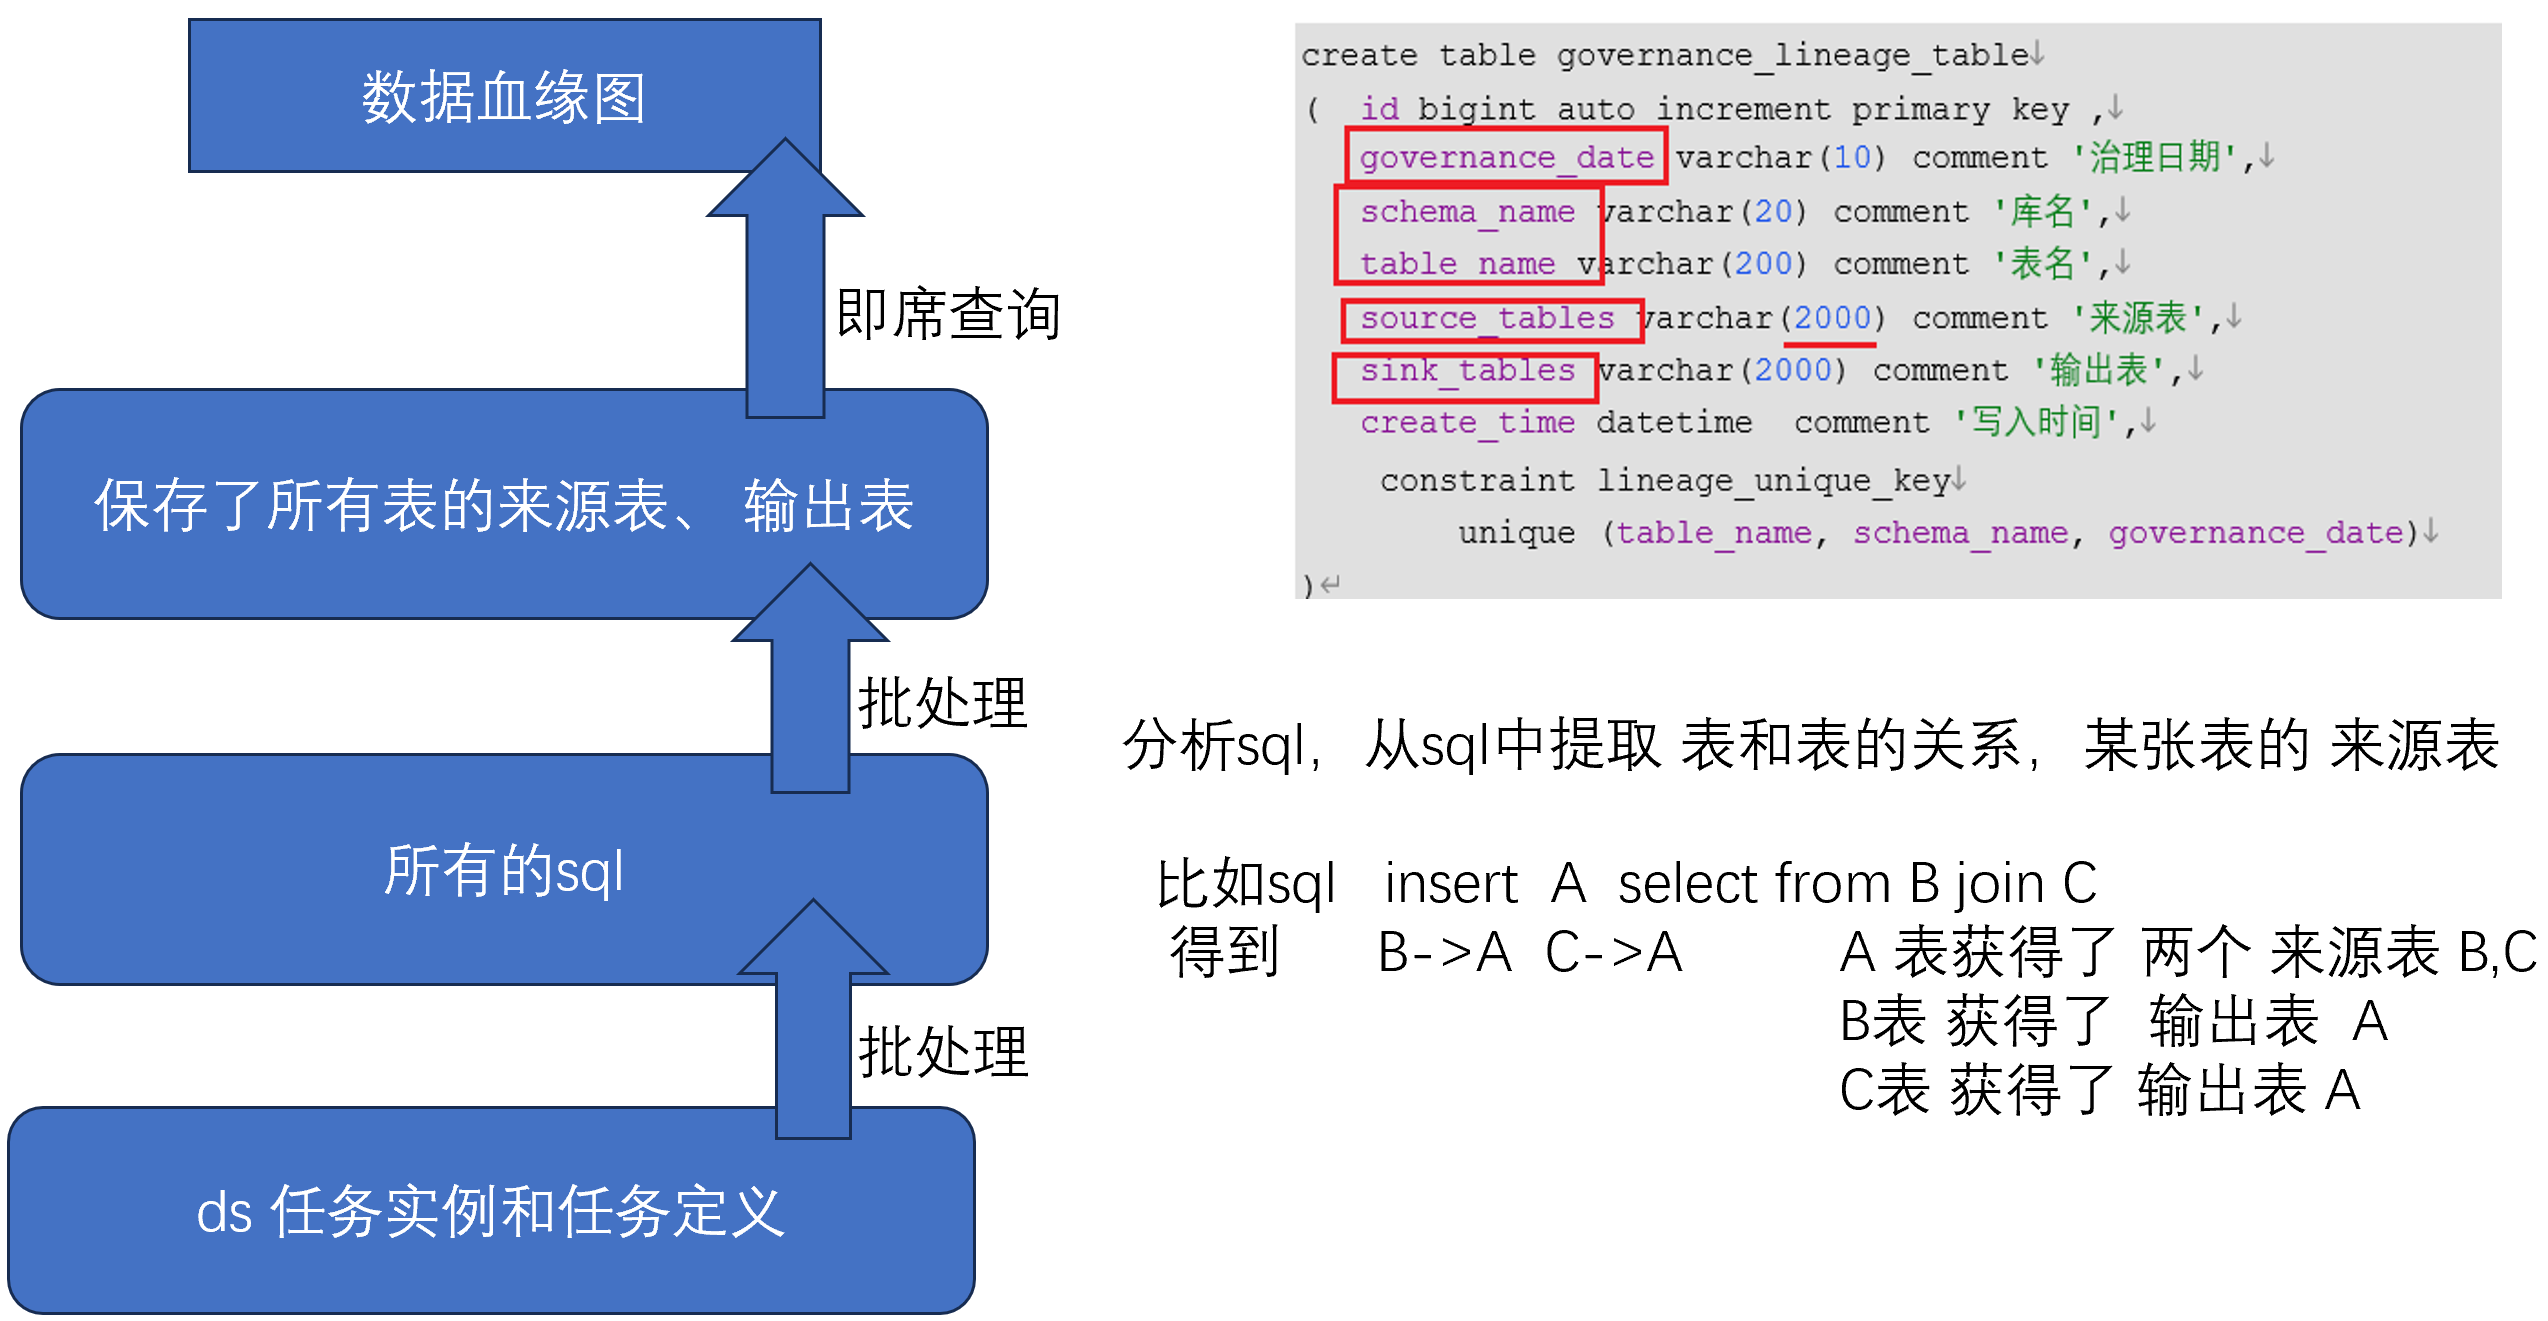 数据血缘图
即席查询
保存了所有表的来源表、 输出表
批处理
所有的sql
批处理
ds 任务实例和任务定义
create table governance_lineage_table↓
( id bigint auto increment primary key ,↓
governance_date varchar(10) comment '治理日期',↓
schema_name varchar(20) comment '库名',↓
table name varchar(200) comment '表名',↓
source_tables varchar(2000) comment '来源表',↓
sink_tables varchar(2000) comment '输出表',↓
create_time datetime comment '写入时间',↓
constraint lineage_unique_key↓
unique (table_name, schema_name, governance_date)↓
)↵
分析sql，从sql中提取 表和表的关系，某张表的 来源表
比如sql insert A select from B join C
得到 B->A C->A A 表获得了 两个 来源表 B,C
B表 获得了 输出表 A
C表 获得了 输出表 A